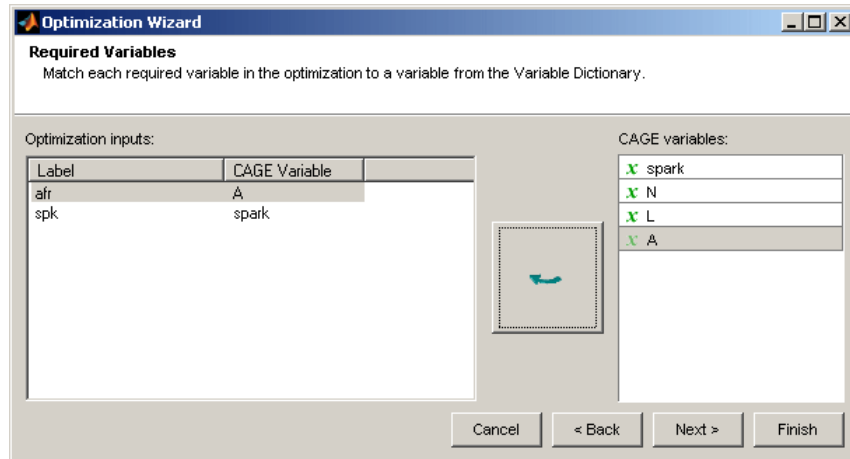 Optimization Wizard
Required Variables
Match each required variable in the optimization to a variable from the Variable Dictionary.
Optimization inputs:
CAGE variables:
Label CAGE Variable
afr A
spk spark
x spark
x N
x L
x A
Cancel < Back Next > Finish